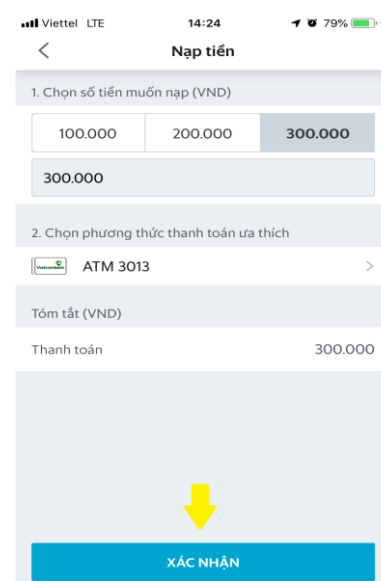 Viettel LTE 14:24 79%
Nạp tiền
1. Chọn số tiền muốn nạp (VND)
100.000 200.000 300.000
300.000
2. Chọn phương thức thanh toán ưa thích
Vietcombank ATM 3013
Tóm tắt (VND)
Thanh toán 300.000
XÁC NHẬN